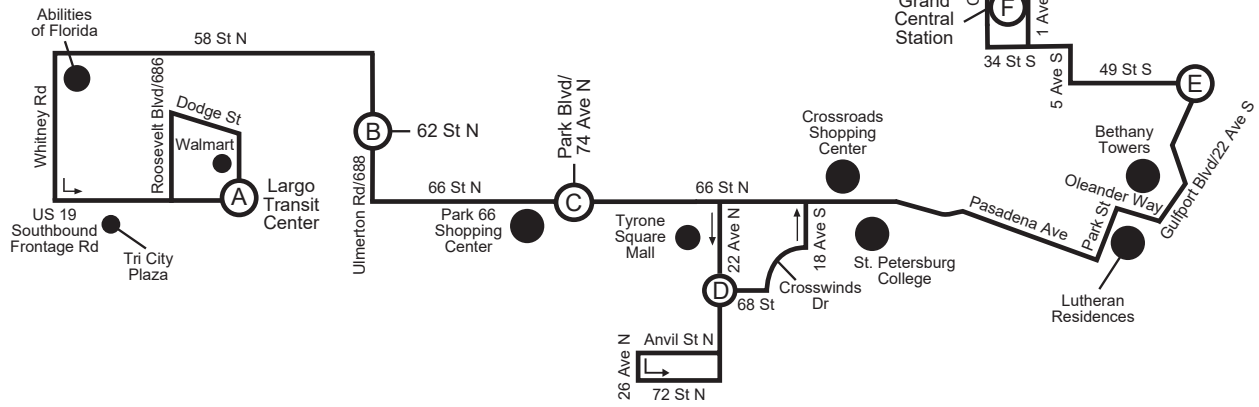 Abilities
of Florida
58 St N
Whitney Rd
Roosevelt Blvd/686
Dodge St
Walmart
A
Largo
Transit
Center
US 19
Southbound
Frontage Rd
Tri City
Plaza
B
62 St N
Ulmerton Rd/688
66 St N
Park 66
Shopping
Center
Park Blvd/
74 Ave N
C
66 St N
Tyrone
Square
Mall
22 Ave N
18 Ave S
D
68 St
Crosswinds
Dr
Anvil St N
26 Ave N
72 St N
Crossroads
Shopping
Center
St. Petersburg
College
Pasadena Ave
Park St
Oleander Way
Bethany
Towers
Lutheran
Residences
Gulfport Blvd/22 Ave S
E
49 St S
5 Ave S
34 St S
1 Ave
F
Grand
Central
Station